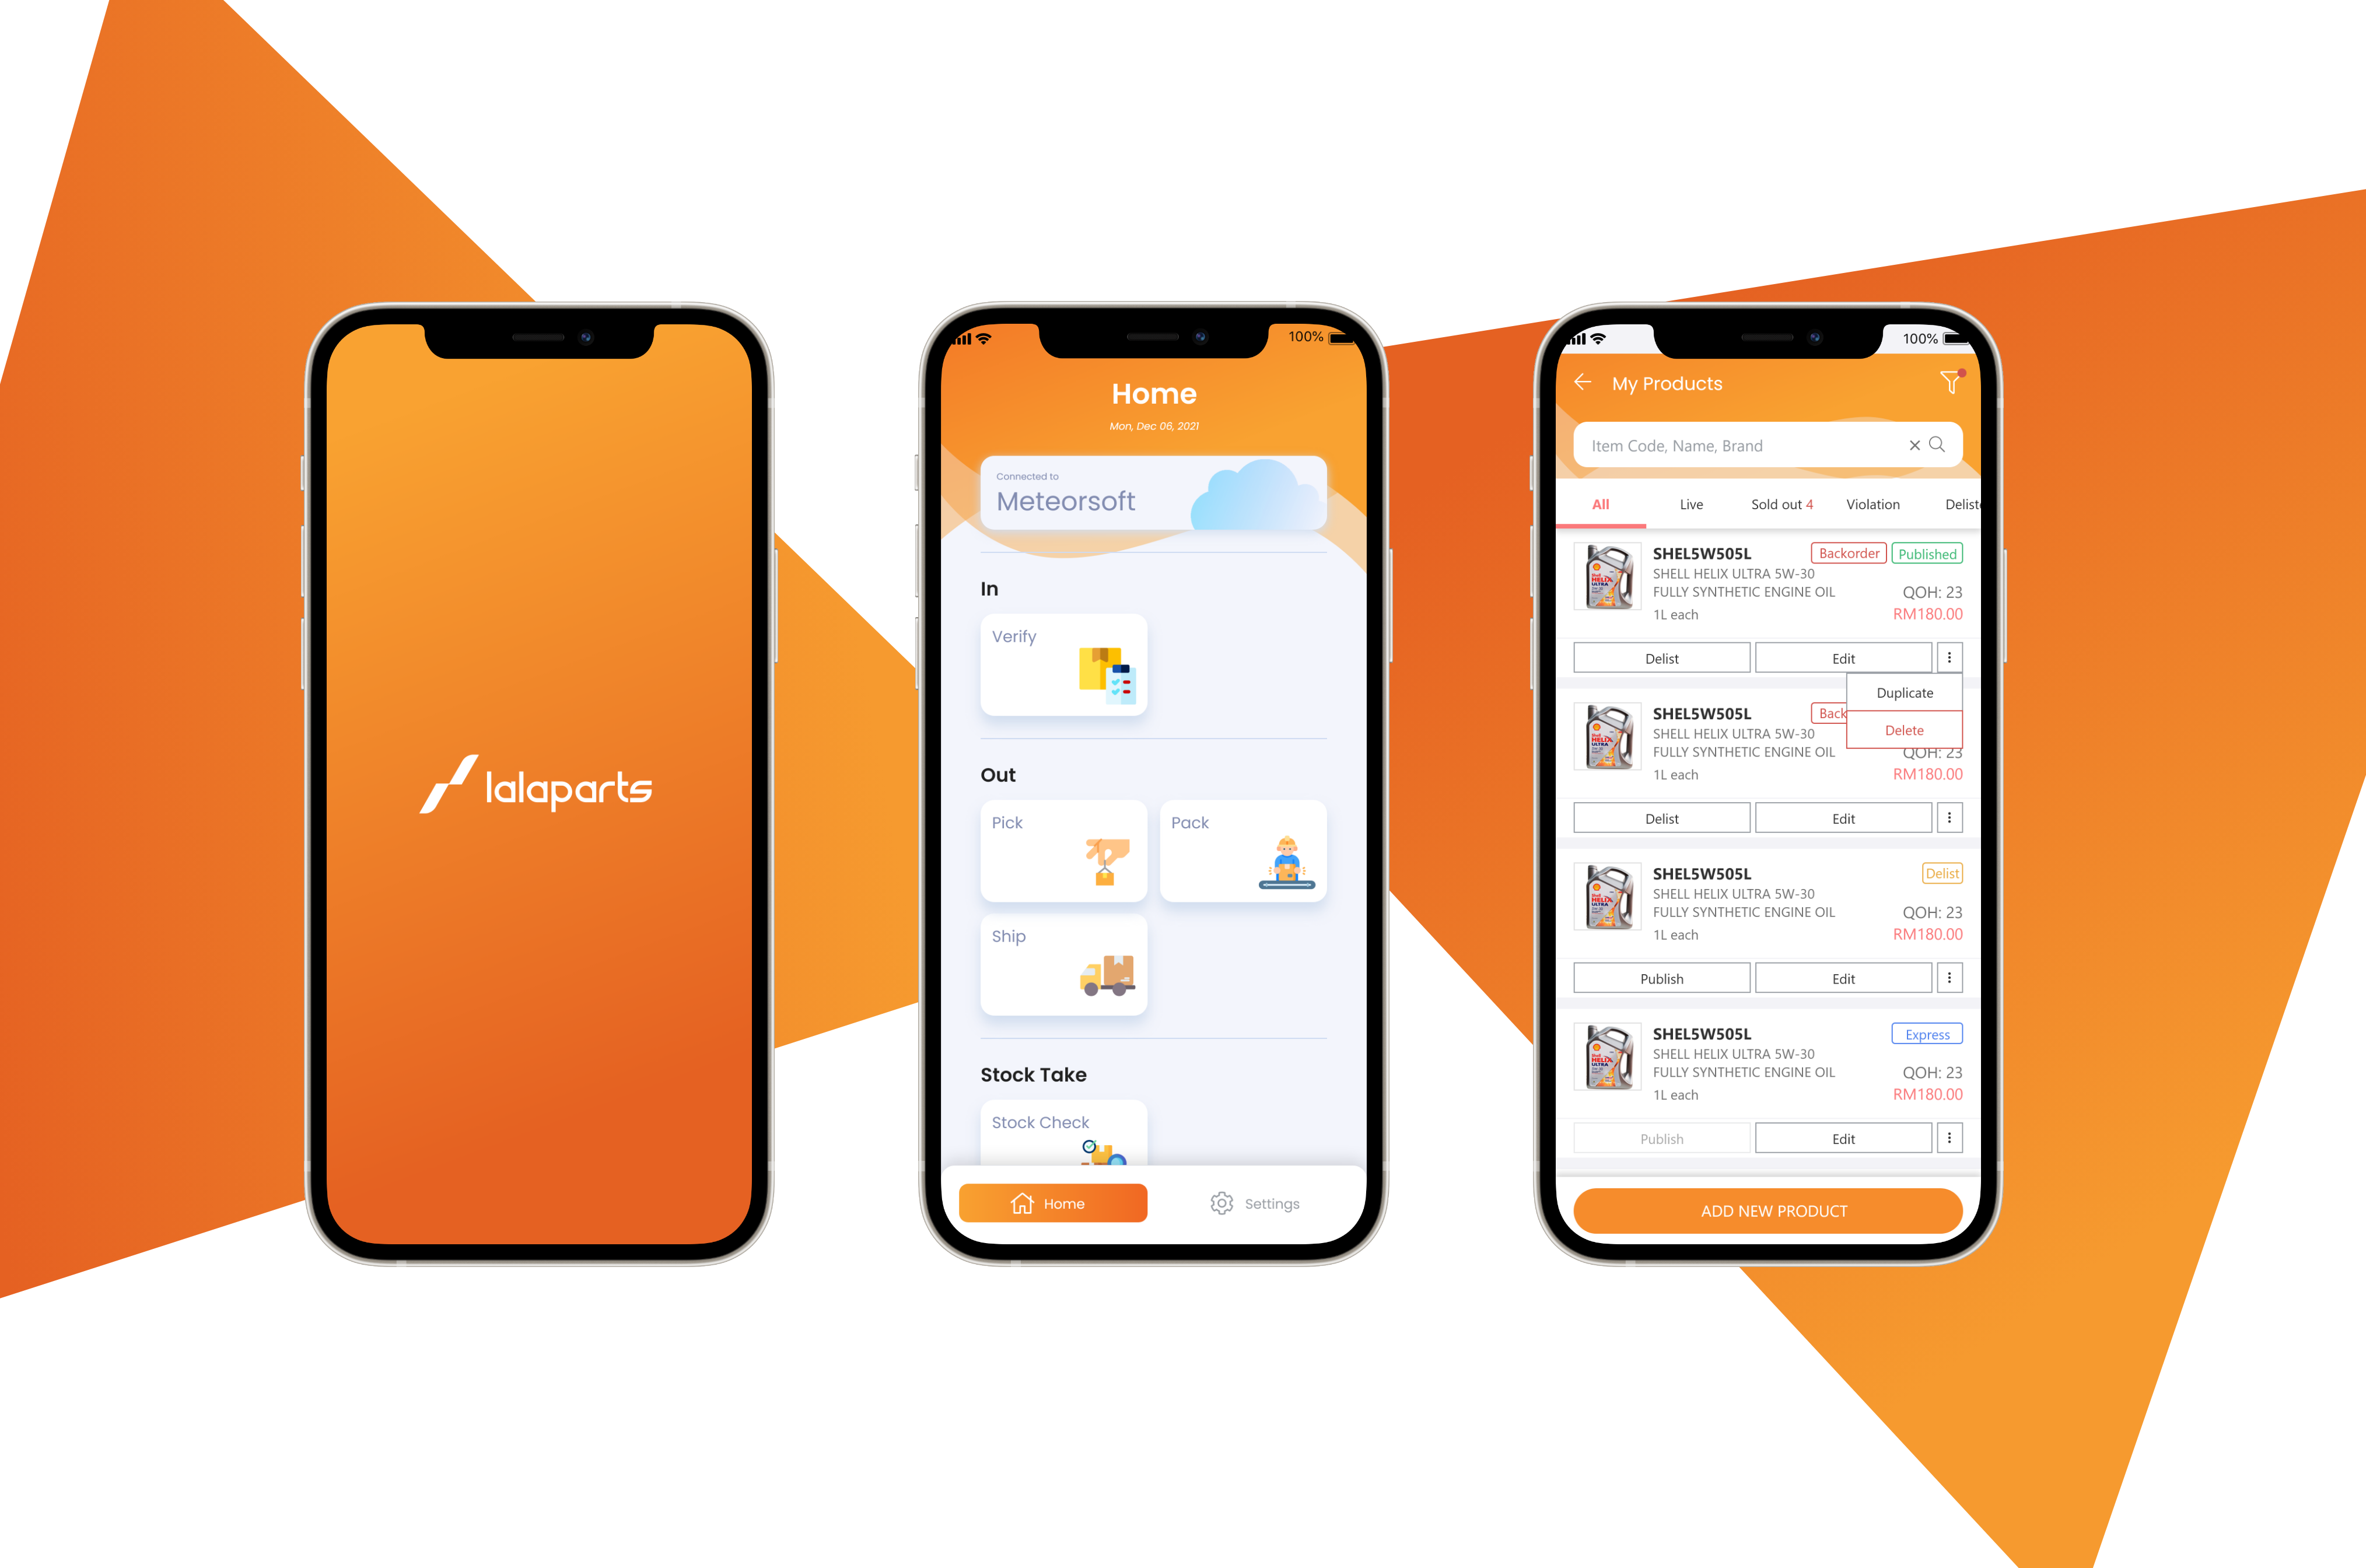 lalaparts
100%
Home
Mon, Dec 06, 2021
Connected to
Meteorsoft
In
Verify
Out
Pick
Pack
Ship
Stock Take
Stock Check
Home
Settings
100%
My Products
Item Code, Name, Brand
All
Live
Sold out 4
Violation
Deliste
SHEL5W505L
Backorder
Published
SHELL HELIX ULTRA 5W-30
FULLY SYNTHETIC ENGINE OIL
QOH: 23
1L each
RM180.00
Delist
Edit
Duplicate
Delete
SHEL5W505L
Back
SHELL HELIX ULTRA 5W-30
FULLY SYNTHETIC ENGINE OIL
QOH: 23
1L each
RM180.00
Delist
Edit
SHEL5W505L
Delist
SHELL HELIX ULTRA 5W-30
FULLY SYNTHETIC ENGINE OIL
QOH: 23
1L each
RM180.00
Publish
Edit
SHEL5W505L
Express
SHELL HELIX ULTRA 5W-30
FULLY SYNTHETIC ENGINE OIL
QOH: 23
1L each
RM180.00
Publish
Edit
ADD NEW PRODUCT